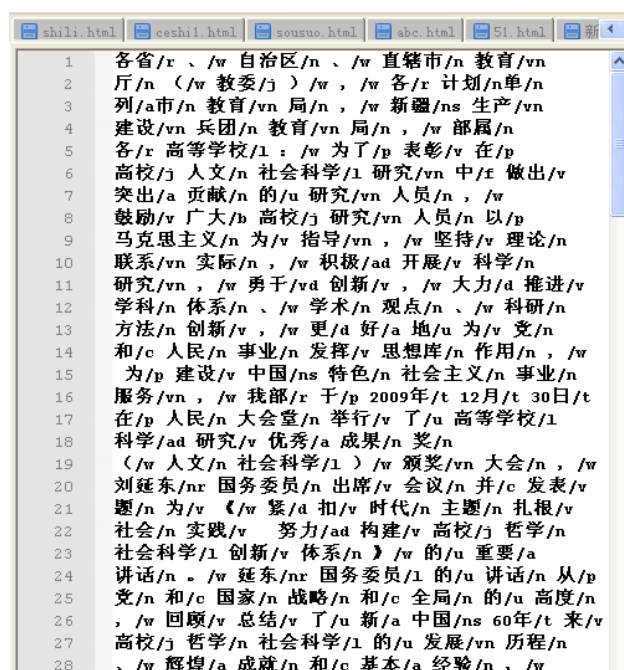 shili.html ceshi1.html sousuo.html abc.html 51.html 新
1 各省/r 、/w 自治区/n 、/w 直辖市/n 教育/vn
2 厅/n （/w 教委/j ）/w ，/w 各/r 计划/n单/n
3 列/a市/n 教育/vn 局/n ，/w 新疆/ns 生产/vn
4 建设/vn 兵团/n 教育/vn 局/n ，/w 部属/n
5 各/r 高等学校/l ：/w 为了/p 表彰/v 在/p
6 高校/j 人文/n 社会科学/l 研究/vn 中/f 做出/v
7 突出/a 贡献/n 的/u 研究/vn 人员/n ，/w
8 鼓励/v 广大/b 高校/j 研究/vn 人员/n 以/p
9 马克思主义/n 为/v 指导/vn ，/w 坚持/v 理论/n
10 联系/vn 实际/n ，/w 积极/ad 开展/v 科学/n
11 研究/vn ，/w 勇于/vd 创新/v ，/w 大力/d 推进/v
12 学科/n 体系/n 、/w 学术/n 观点/n 、/w 科研/n
13 方法/n 创新/v ，/w 更/d 好/a 地/u 为/v 党/n
14 和/c 人民/n 事业/n 发挥/v 思想库/n 作用/n ，/w
15 为/p 建设/v 中国/ns 特色/n 社会主义/n 事业/n
16 服务/vn ，/w 我部/r 于/p 2009年/t 12月/t 30日/t
17 在/p 人民/n 大会堂/n 举行/v 了/u 高等学校/l
18 科学/ad 研究/v 优秀/a 成果/n 奖/n
19 （/w 人文/n 社会科学/l ）/w 颁奖/vn 大会/n ，/w
20 刘延东/nr 国务委员/n 出席/v 会议/n 并/c 发表/v
21 题/n 为/v 《/w 紧/d 扣/v 时代/n 主题/n 扎根/v
22 社会/n 实践/v 努力/ad 构建/v 高校/j 哲学/n
23 社会科学/l 创新/v 体系/n 》/w 的/u 重要/a
24 讲话/n 。/w 延东/nr 国务委员/l 的/u 讲话/n 从/p
25 党/n 和/c 国家/n 战略/n 和/c 全局/n 的/u 高度/n
26 ，/w 回顾/v 总结/v 了/u 新/a 中国/ns 60年/t 来/v
27 高校/j 哲学/n 社会科学/l 的/u 发展/vn 历程/n
28 、/w 辉煌/a 成就/n 和/c 基本/a 经验/n ，/w